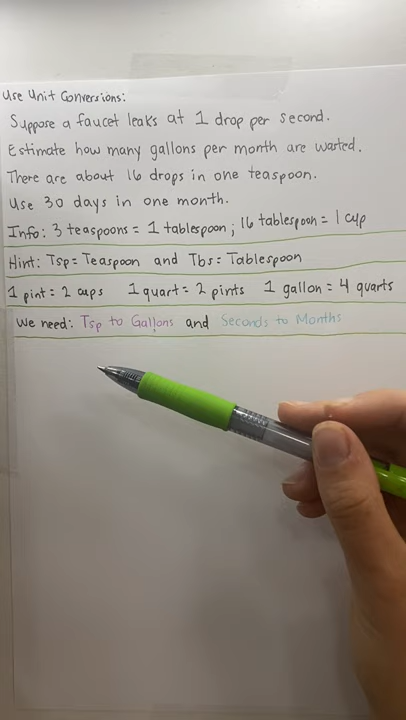 Use Unit Conversions:
Suppose a faucet leaks at 1 drop per second.
Estimate how many gallons per month are wasted.
There are about 16 drops in one teaspoon.
Use 30 days in one month.
Info: 3 teaspoons = 1 tablespoon ; 16 tablespoon = 1 cup
Hint: Tsp = Teaspoon and Tbs = Tablespoon
1 pint = 2 cups 1 quart = 2 pints 1 gallon = 4 quarts
We need: Tsp to Gallons and Seconds to Months